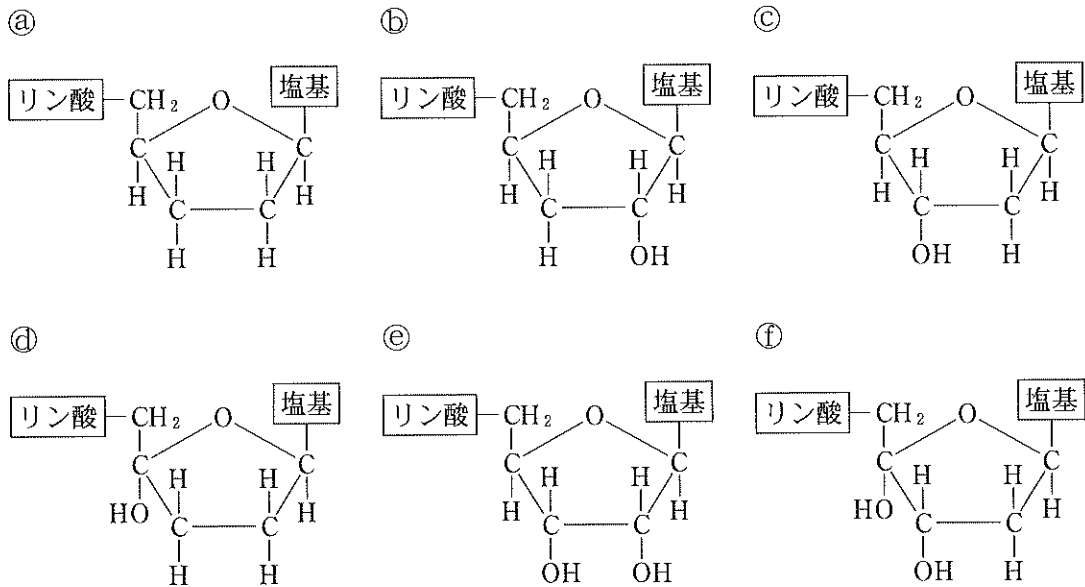 ⓐ ⓑ ⓒ
塩基 塩基 塩基
リン酸 CH₂ O リン酸 CH₂ O リン酸 CH₂ O
C H H C C H H C C H H C
H C C H H C C H H C C H
H H H OH OH H
ⓓ ⓔ ⓕ
塩基 塩基 塩基
リン酸 CH₂ O リン酸 CH₂ O リン酸 CH₂ O
C H H C C H H C C H H C
HO C C H H C C H HO C C H
H H OH OH OH H